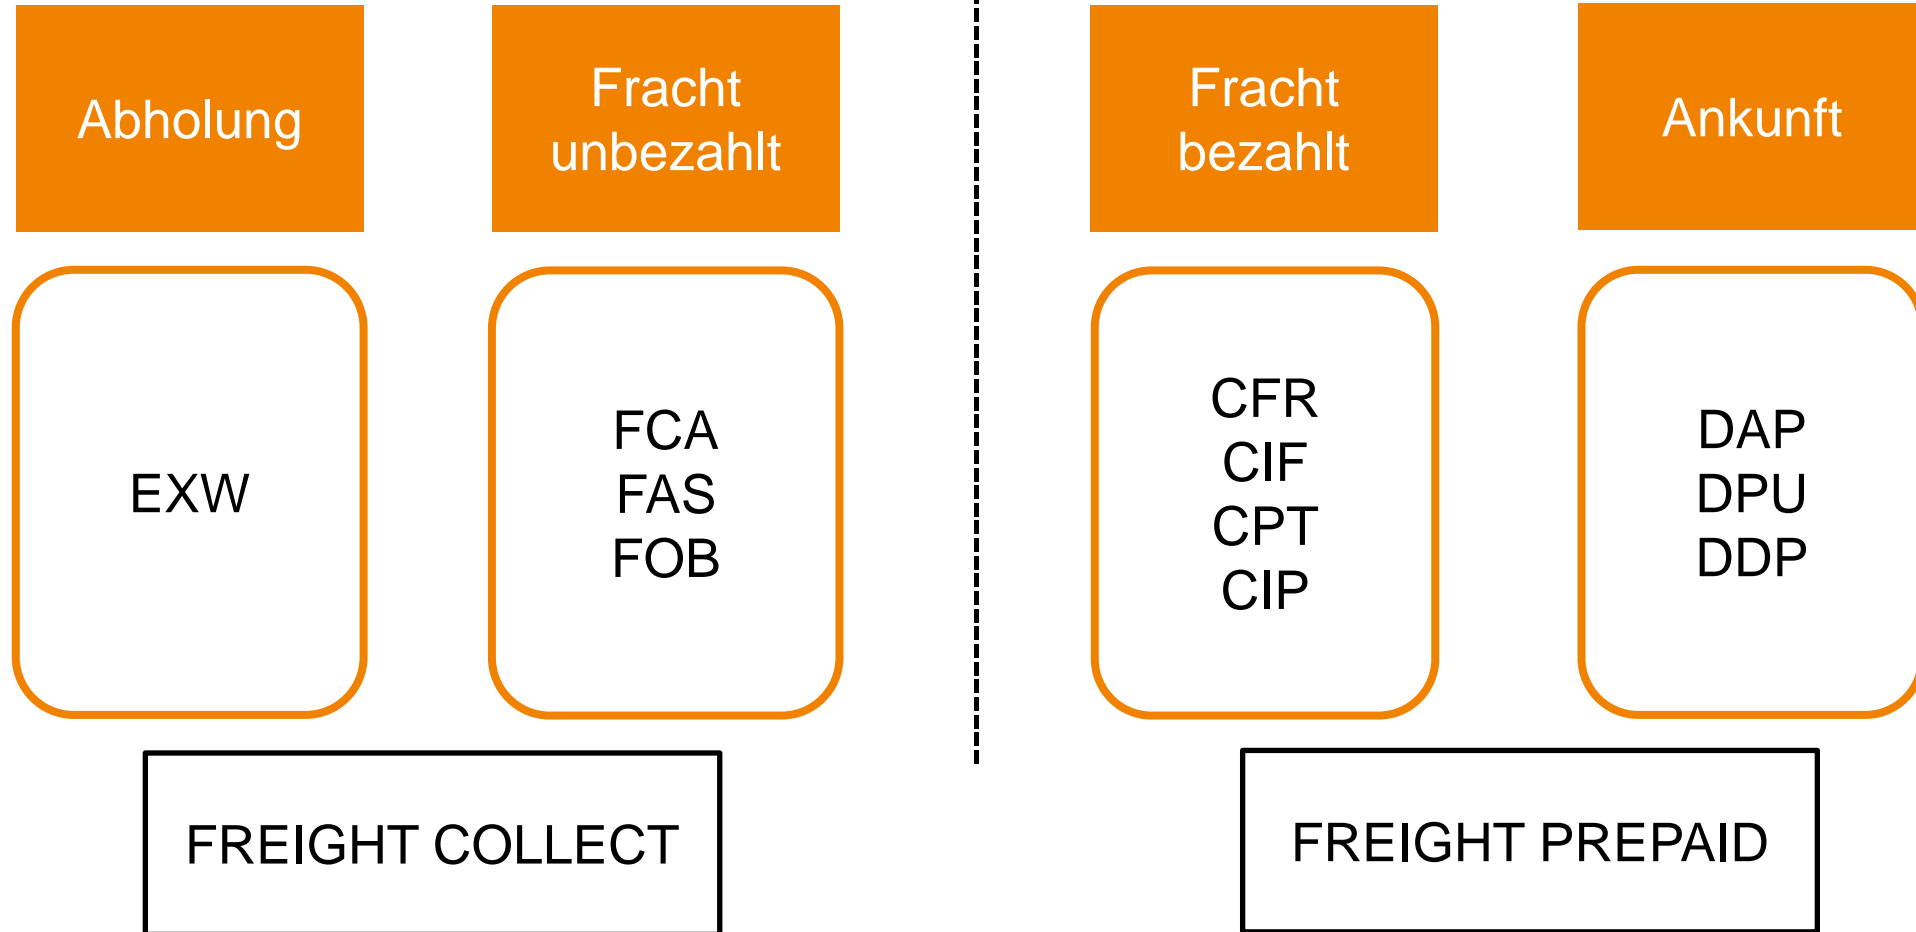 Abholung
Fracht
unbezahlt
Fracht
bezahlt
Ankunft
EXW
FCA
FAS
FOB
CFR
CIF
CPT
CIP
DAP
DPU
DDP
FREIGHT COLLECT
FREIGHT PREPAID